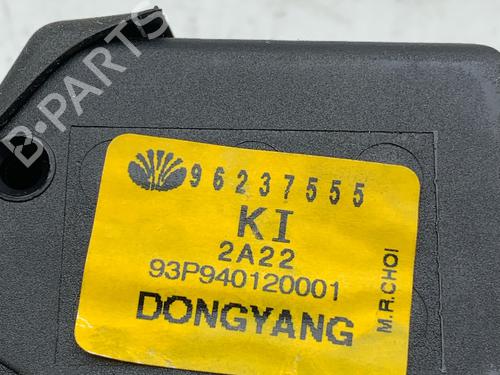 B-PARTS
96237555
KI
2A22
93P940120001
DONGYANG
M.R.CHOI